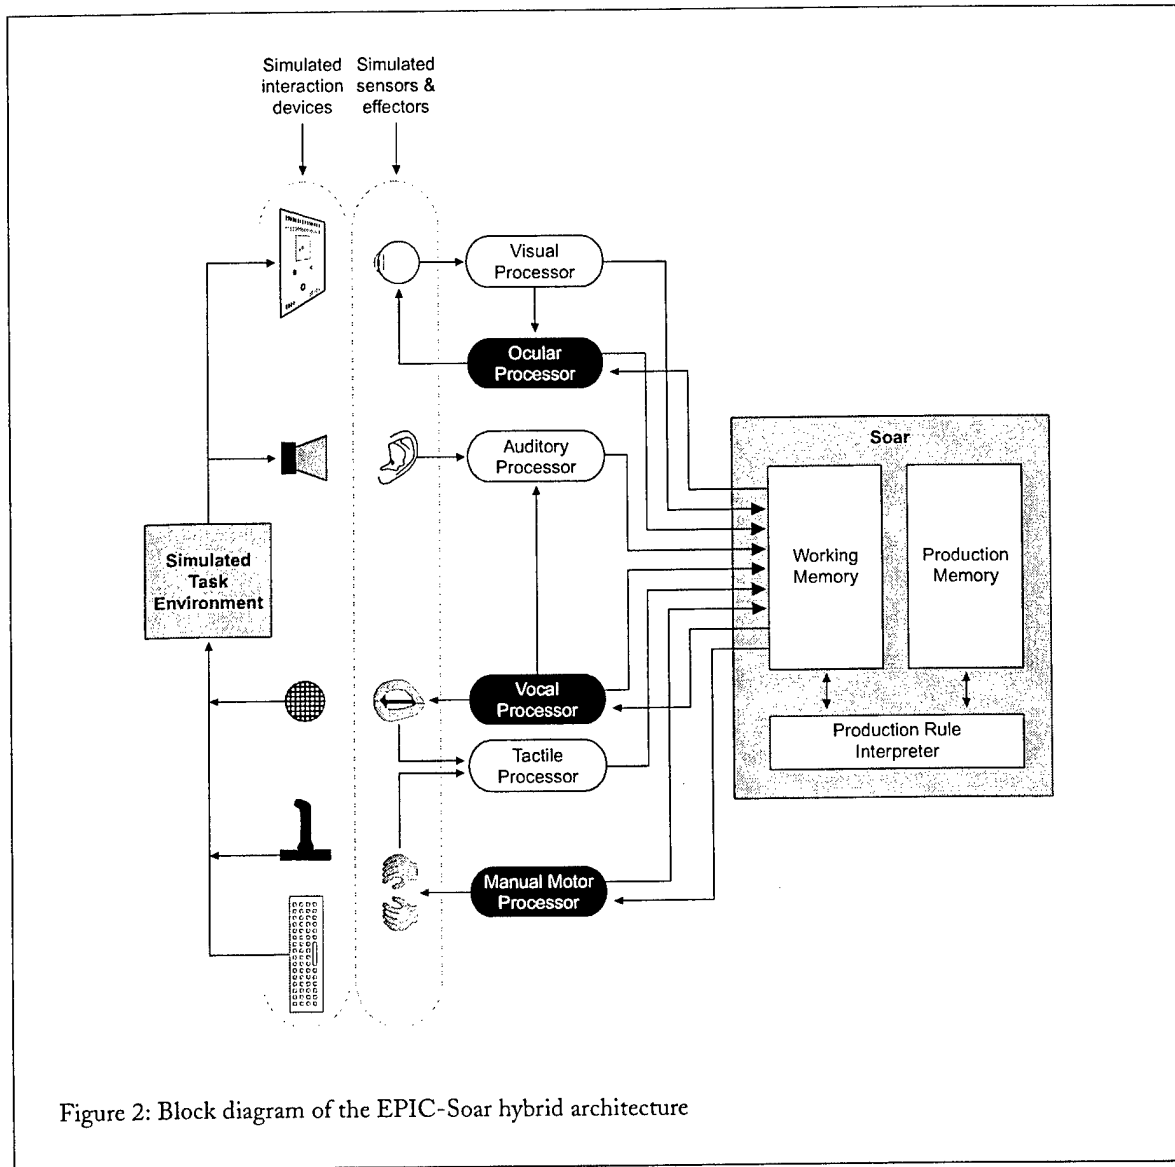 Simulated
interaction
devices
Simulated
sensors &
effectors
Visual
Processor
Ocular
Processor
Auditory
Processor
Soar
Working
Memory
Production
Memory
Simulated
Task
Environment
Vocal
Processor
Production Rule
Interpreter
Tactile
Processor
Manual Motor
Processor
Figure 2: Block diagram of the EPIC-Soar hybrid architecture